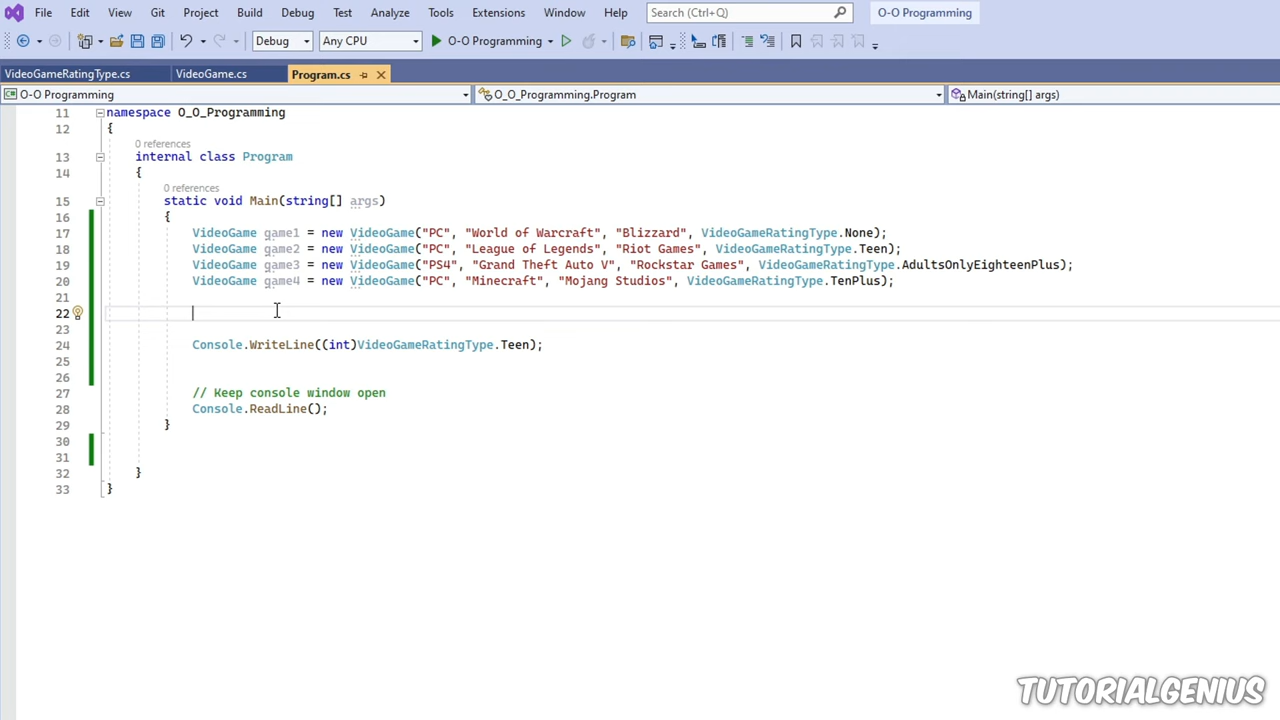 File Edit View Git Project Build Debug Test Analyze Tools Extensions Window Help Search (Ctrl+Q) O-O Programming
Debug Any CPU O-O Programming
VideoGameRatingType.cs VideoGame.cs Program.cs
O-O Programming O_O_Programming.Program Main(string[] args)
11 namespace O_O_Programming
12 {
0 references
13 internal class Program
14 {
0 references
15 static void Main(string[] args)
16 {
17 VideoGame game1 = new VideoGame("PC", "World of Warcraft", "Blizzard", VideoGameRatingType.None);
18 VideoGame game2 = new VideoGame("PC", "League of Legends", "Riot Games", VideoGameRatingType.Teen);
19 VideoGame game3 = new VideoGame("PS4", "Grand Theft Auto V", "Rockstar Games", VideoGameRatingType.AdultsOnlyEighteenPlus);
20 VideoGame game4 = new VideoGame("PC", "Minecraft", "Mojang Studios", VideoGameRatingType.TenPlus);
21
22
23
24 Console.WriteLine((int)VideoGameRatingType.Teen);
25
26
27 // Keep console window open
28 Console.ReadLine();
29 }
30
31
32 }
33 }
TUTORIALGENIUS